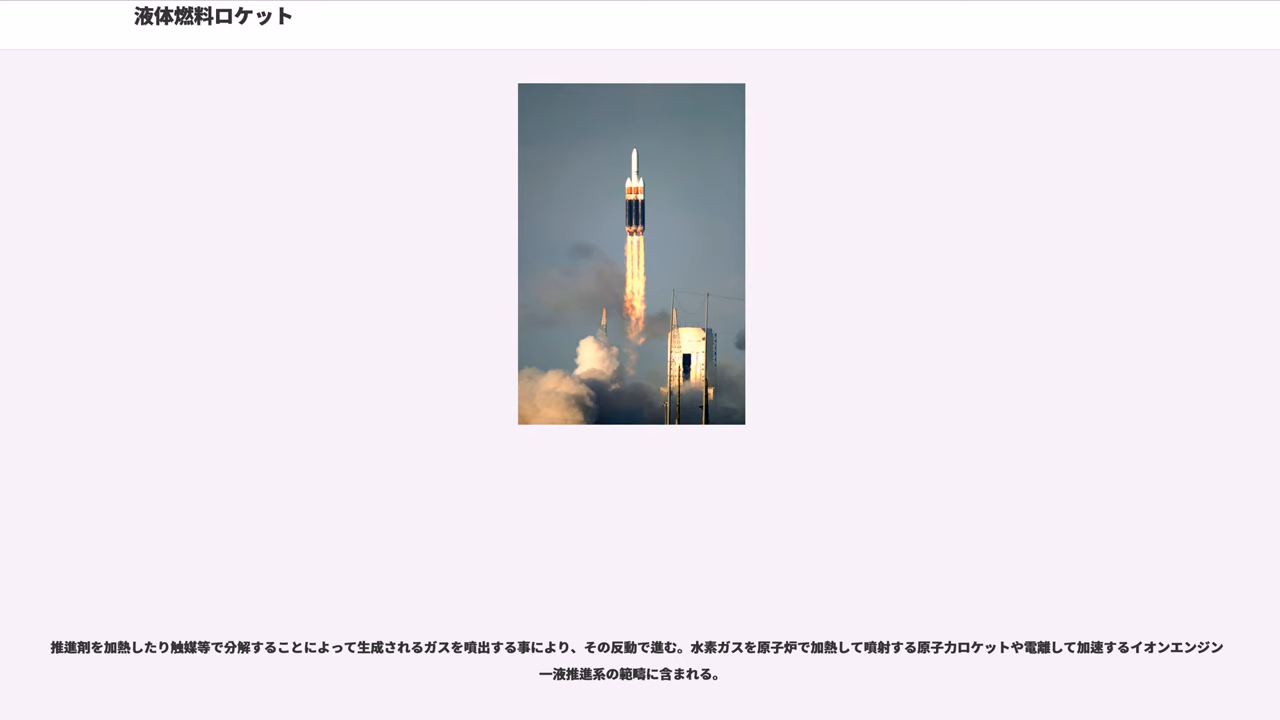 液体燃料ロケット
推進剤を加熱したり触媒等で分解することによって生成されるガスを噴出する事により、その反動で進む。水素ガスを原子炉で加熱して噴射する原子力ロケットや電離して加速するイオンエンジン
一液推進系の範疇に含まれる。